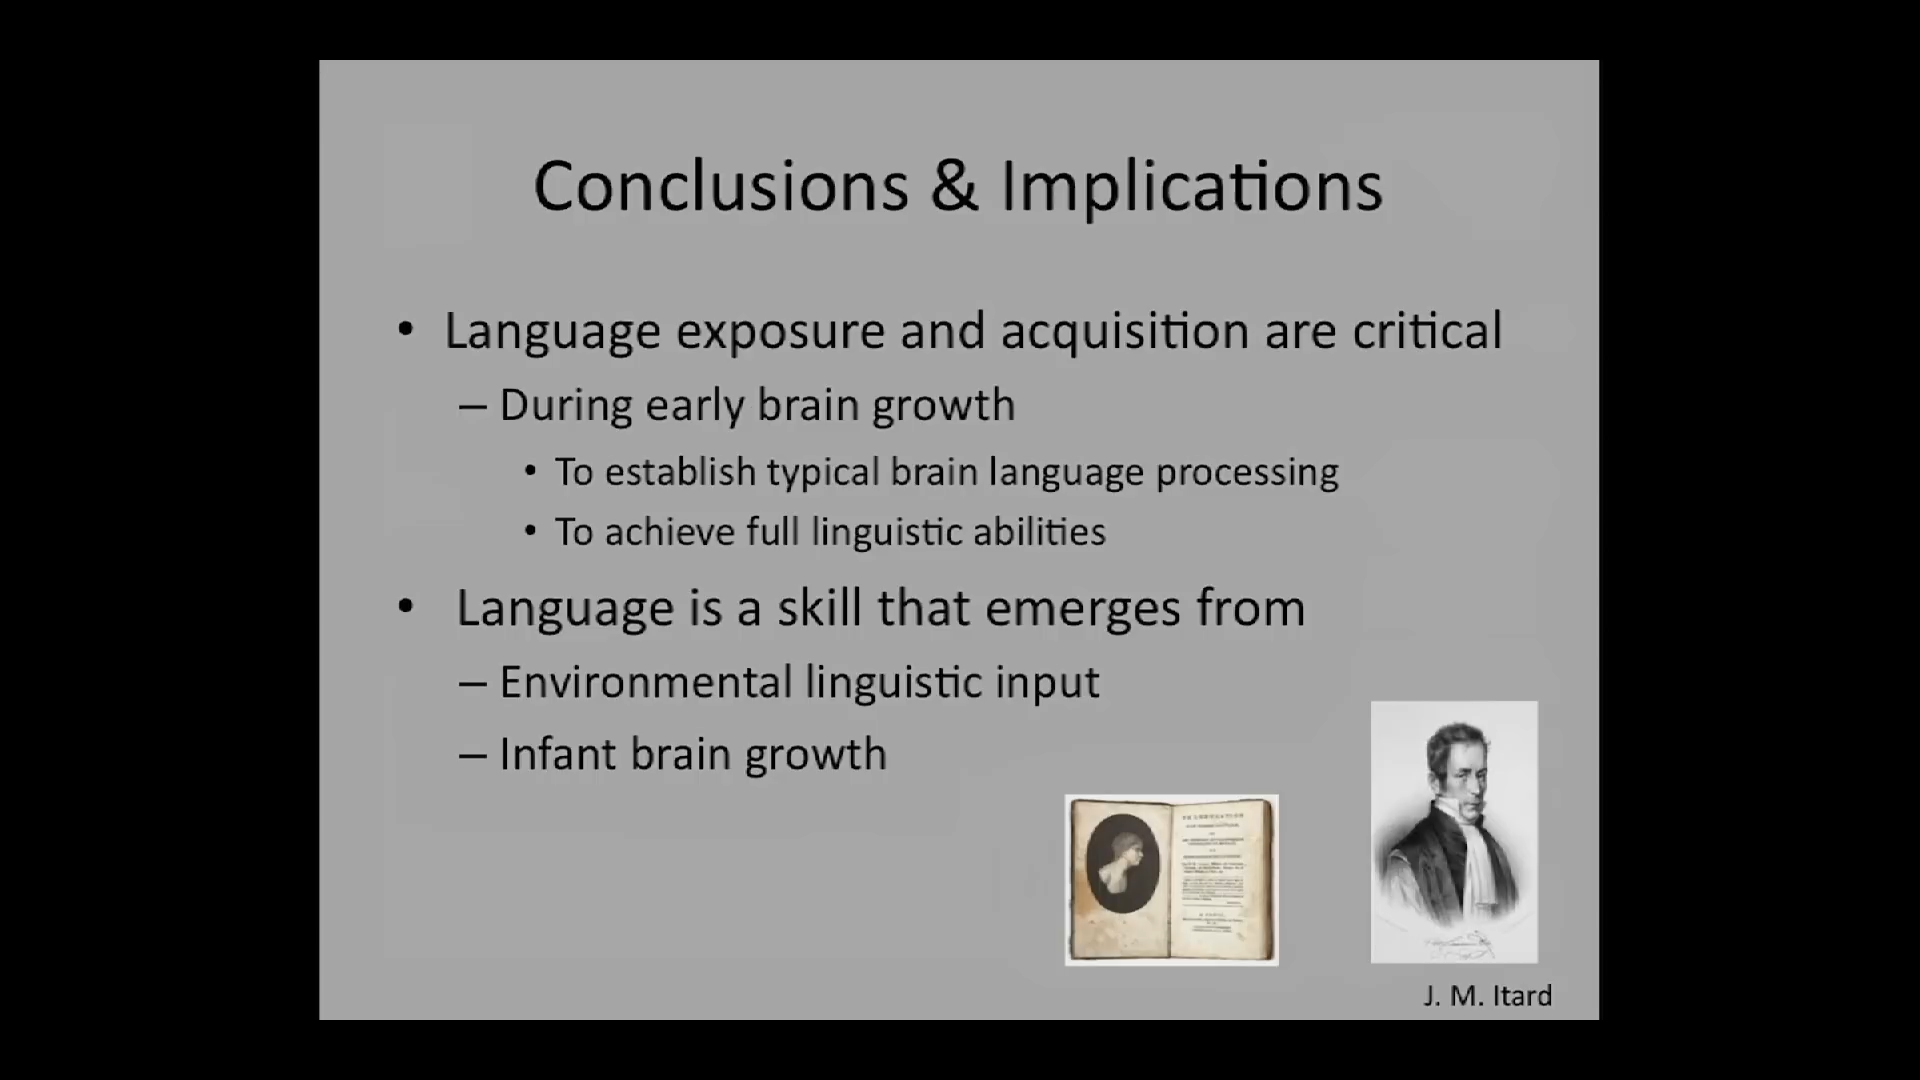 Conclusions & Implications
• Language exposure and acquisition are critical
– During early brain growth
• To establish typical brain language processing
• To achieve full linguistic abilities
• Language is a skill that emerges from
– Environmental linguistic input
– Infant brain growth
J. M. Itard